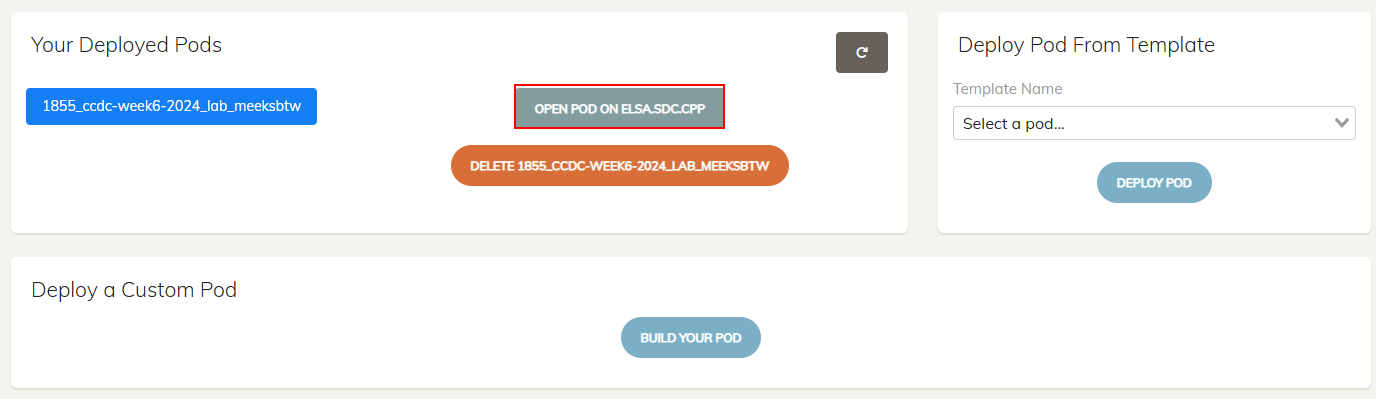 Your Deployed Pods
1855_ccdc-week6-2024_lab_meeksbtw
OPEN POD ON ELSA.SDC.CPP
DELETE 1855_CCDC-WEEK6-2024_LAB_MEEKSBTW
Deploy Pod From Template
Template Name
Select a pod...
DEPLOY POD
Deploy a Custom Pod
BUILD YOUR POD